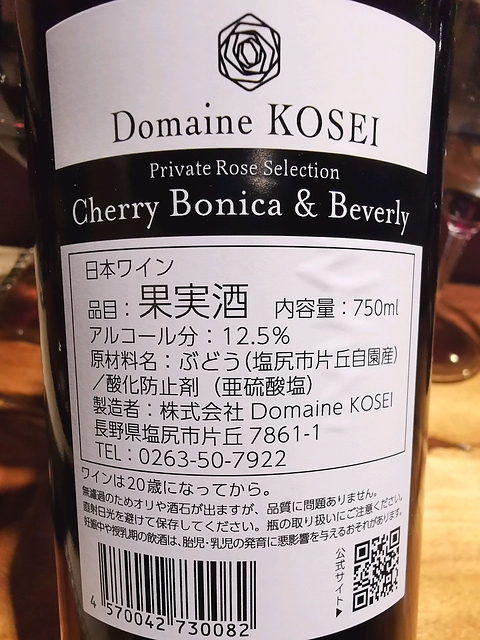 Domaine KOSEI
Private Rose Selection
Cherry Bonica & Beverly
日本ワイン
品目：果実酒　内容量：750ml
アルコール分：12.5%
原材料名：ぶどう（塩尻市片丘自園産）
／酸化防止剤（亜硫酸塩）
製造者：株式会社 Domaine KOSEI
長野県塩尻市片丘 7861-1
TEL：0263-50-7922
ワインは20歳になってから。
無濾過のためオリや酒石が出ますが、品質に問題ありません。
直射日光を避けて保存してください。瓶の取り扱いにご注意ください。
妊娠中や授乳期の飲酒は、胎児・乳児の発育に悪影響を与えるおそれがあります。
公式サイト▶
4 570042 730082